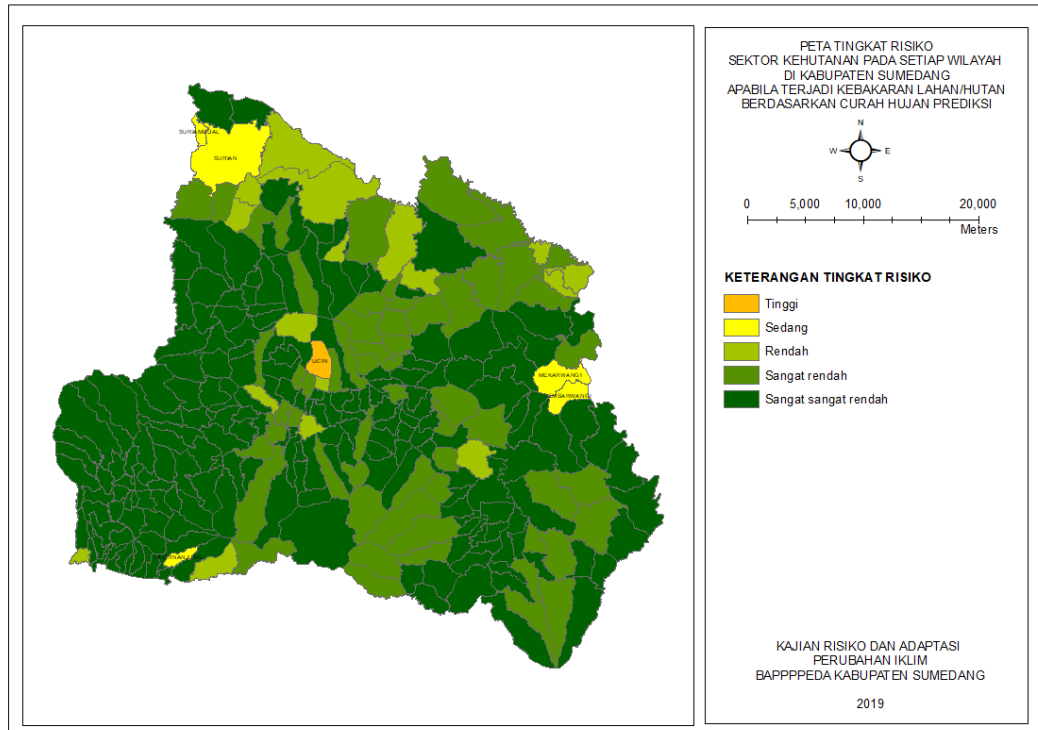 PETA TINGKAT RISIKO
SEKTOR KEHUTANAN PADA SETIAP WILAYAH
DI KABUPATEN SUMEDANG
APABILA TERJADI KEBAKARAN LAHAN/HUTAN
BERDASARKAN CURAH HUJAN PREDIKSI
N
W E
S
0 5,000 10,000 20,000
Meters
KETERANGAN TINGKAT RISIKO
Tinggi
Sedang
Rendah
Sangat rendah
Sangat sangat rendah
KAJIAN RISIKO DAN ADAPTASI
PERUBAHAN IKLIM
BAPPPPEDA KABUPATEN SUMEDANG
2019
SURIAN
LICIN
MEKARWANGI